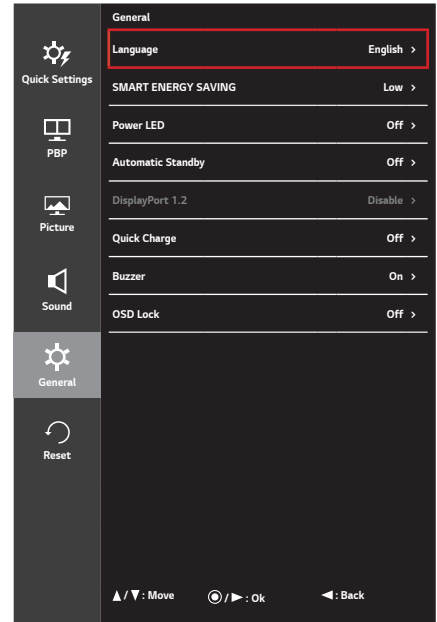 General
Language English >
SMART ENERGY SAVING Low >
Power LED Off >
Automatic Standby Off >
DisplayPort 1.2 Disable >
Quick Charge Off >
Buzzer On >
OSD Lock Off >
Quick Settings
PBP
Picture
Sound
General
Reset
▲/▼: Move ◉/►: Ok ◄: Back